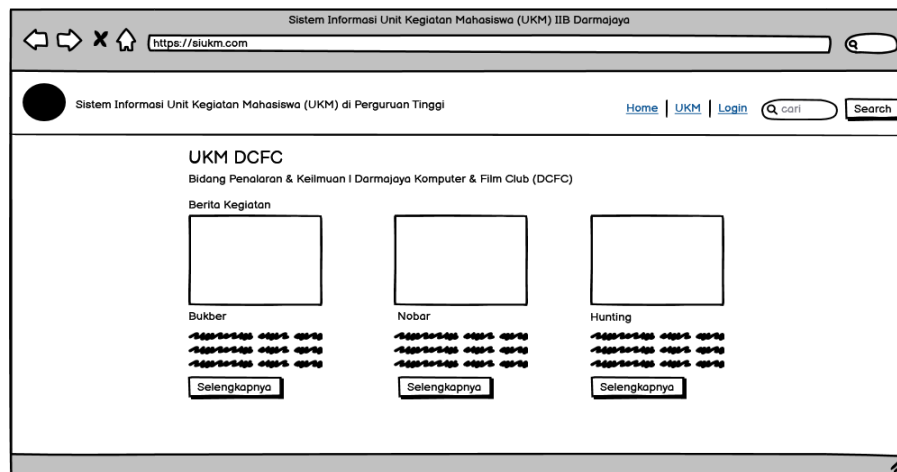 Sistem Informasi Unit Kegiatan Mahasiswa (UKM) IIB Darmajaya
https://siukm.com
Sistem Informasi Unit Kegiatan Mahasiswa (UKM) di Perguruan Tinggi
Home | UKM | Login
cari
Search
UKM DCFC
Bidang Penalaran & Keilmuan | Darmajaya Komputer & Film Club (DCFC)
Berita Kegiatan
Bukber
Nobar
Hunting
Selengkapnya
Selengkapnya
Selengkapnya